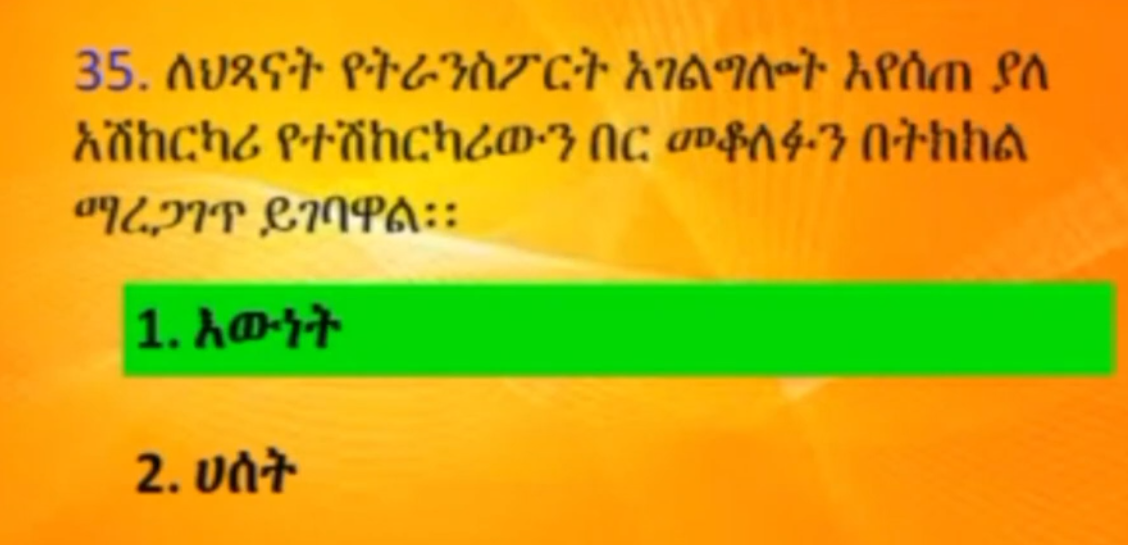 35. ለህጻናት የትራንስፖርት አገልግሎት እየሰጠ ያለ
አሽከርካሪ የተሽከርካሪውን በር መቆለፉን በትክክል
ማረጋገጥ ይገባዋል፡፡
1. እውነት
2. ሀሰት